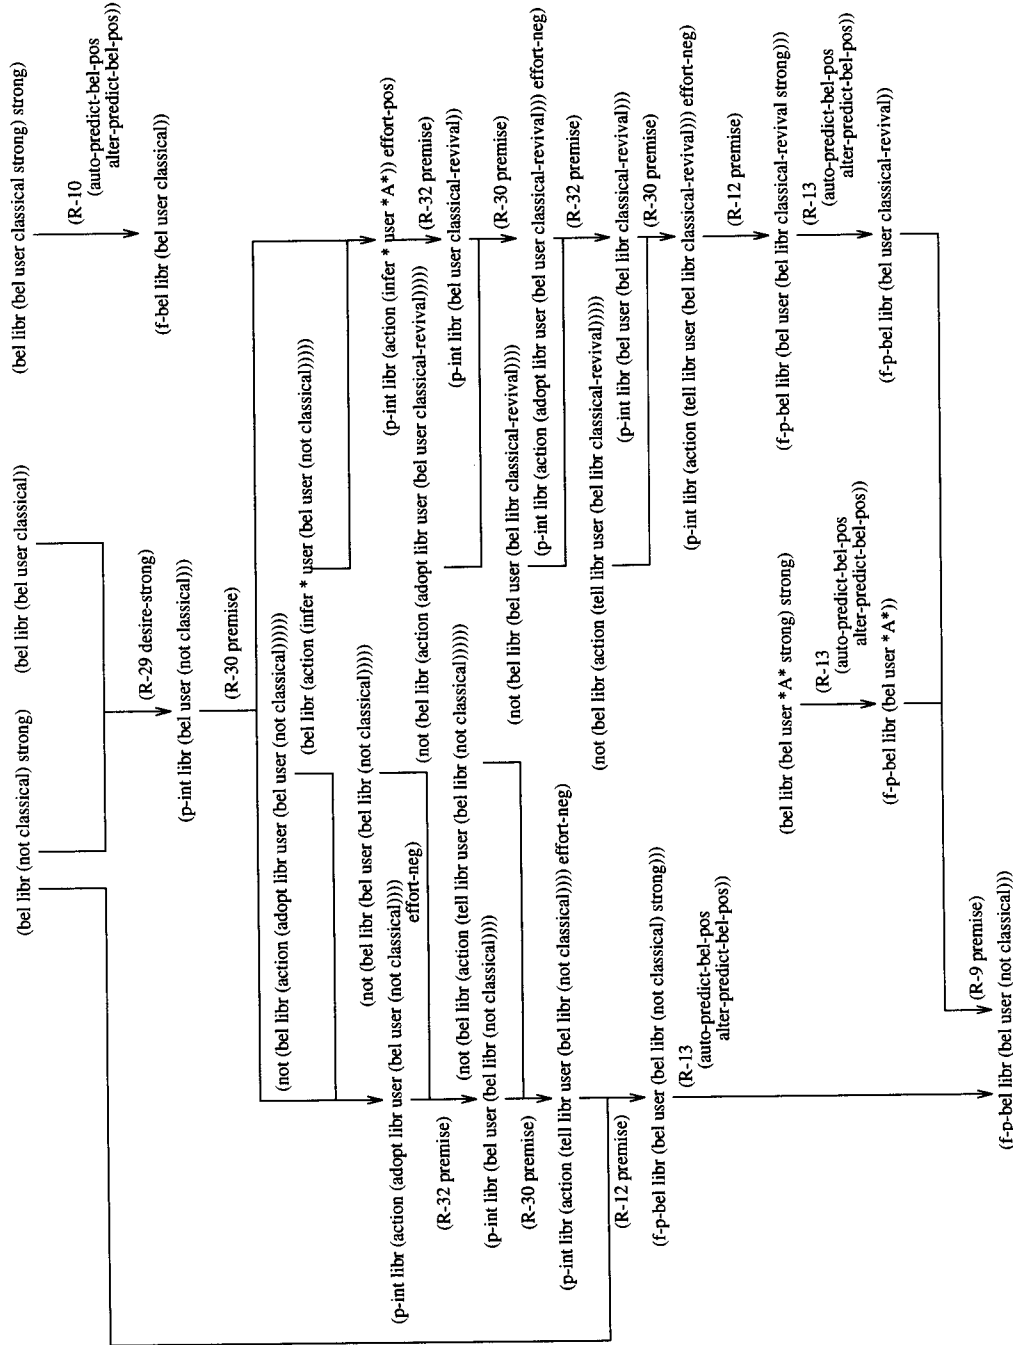 (bel libr (not classical) strong)
(bel libr (bel user classical))
(bel libr (bel user classical strong) strong)
(R-10
(auto-predict-bel-pos
alter-predict-bel-pos))
(R-29 desire-strong)
(f-bel libr (bel user classical))
(p-int libr (bel user (not classical)))
(R-30 premise)
(not (bel libr (action (adopt libr user (bel user (not classical))))))
(bel libr (action (infer * user (bel user (not classical)))))
(not (bel libr (bel user (bel libr (not classical)))))
(p-int libr (action (infer * user *A*)) effort-pos)
(p-int libr (action (adopt libr user (bel user (not classical))))
effort-neg)
(not (bel libr (action (adopt libr user (bel user classical-revival)))))
(R-32 premise)
(R-32 premise)
(p-int libr (bel user classical-revival))
(not (bel libr (action (tell libr user (bel libr (not classical))))))
(p-int libr (bel user (bel libr (not classical))))
(R-30 premise)
(R-30 premise)
(not (bel libr (bel user (bel libr classical-revival))))
(p-int libr (action (adopt libr user (bel user classical-revival))) effort-neg)
(p-int libr (action (tell libr user (bel libr (not classical)))) effort-neg)
(R-32 premise)
(not (bel libr (action (tell libr user (bel libr classical-revival)))))
(p-int libr (bel user (bel libr classical-revival)))
(R-12 premise)
(R-30 premise)
(f-p-bel libr (bel user (bel libr (not classical) strong)))
(p-int libr (action (tell libr user (bel libr classical-revival))) effort-neg)
(R-13
(auto-predict-bel-pos
alter-predict-bel-pos))
(R-12 premise)
(bel libr (bel user *A* strong) strong)
(f-p-bel libr (bel user (bel libr classical-revival strong)))
(R-13
(auto-predict-bel-pos
alter-predict-bel-pos))
(R-13
(auto-predict-bel-pos
alter-predict-bel-pos))
(f-p-bel libr (bel user *A*))
(f-p-bel libr (bel user classical-revival))
(R-9 premise)
(f-p-bel libr (bel user (not classical)))